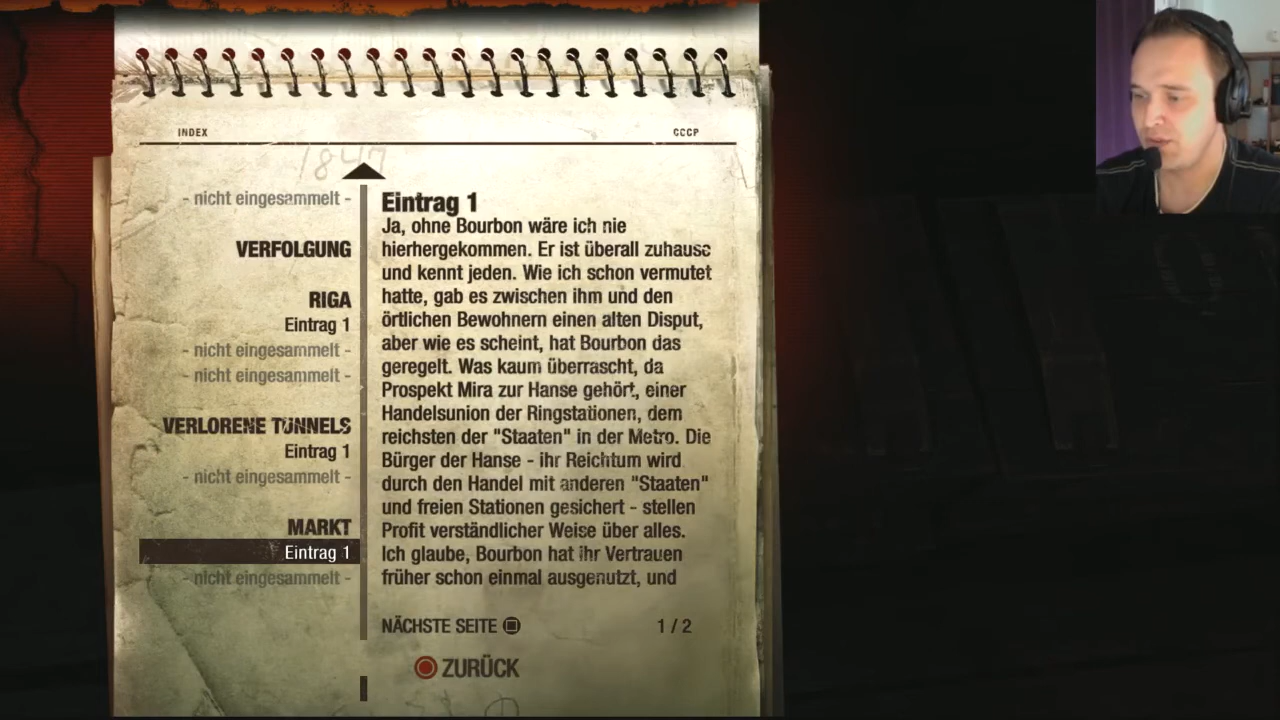 INDEX
CCCP
1847
- nicht eingesammelt -
VERFOLGUNG
RIGA
Eintrag 1
- nicht eingesammelt -
- nicht eingesammelt -
VERLORENE TUNNELS
Eintrag 1
- nicht eingesammelt -
MARKT
Eintrag 1
- nicht eingesammelt -
Eintrag 1
Ja, ohne Bourbon wäre ich nie
hierhergekommen. Er ist überall zuhause
und kennt jeden. Wie ich schon vermutet
hatte, gab es zwischen ihm und den
örtlichen Bewohnern einen alten Disput,
aber wie es scheint, hat Bourbon das
geregelt. Was kaum überrascht, da
Prospekt Mira zur Hanse gehört, einer
Handelsunion der Ringstationen, dem
reichsten der "Staaten" in der Metro. Die
Bürger der Hanse - ihr Reichtum wird
durch den Handel mit anderen "Staaten"
und freien Stationen gesichert - stellen
Profit verständlicher Weise über alles.
Ich glaube, Bourbon hat ihr Vertrauen
früher schon einmal ausgenutzt, und
NÄCHSTE SEITE
1 / 2
ZURÜCK